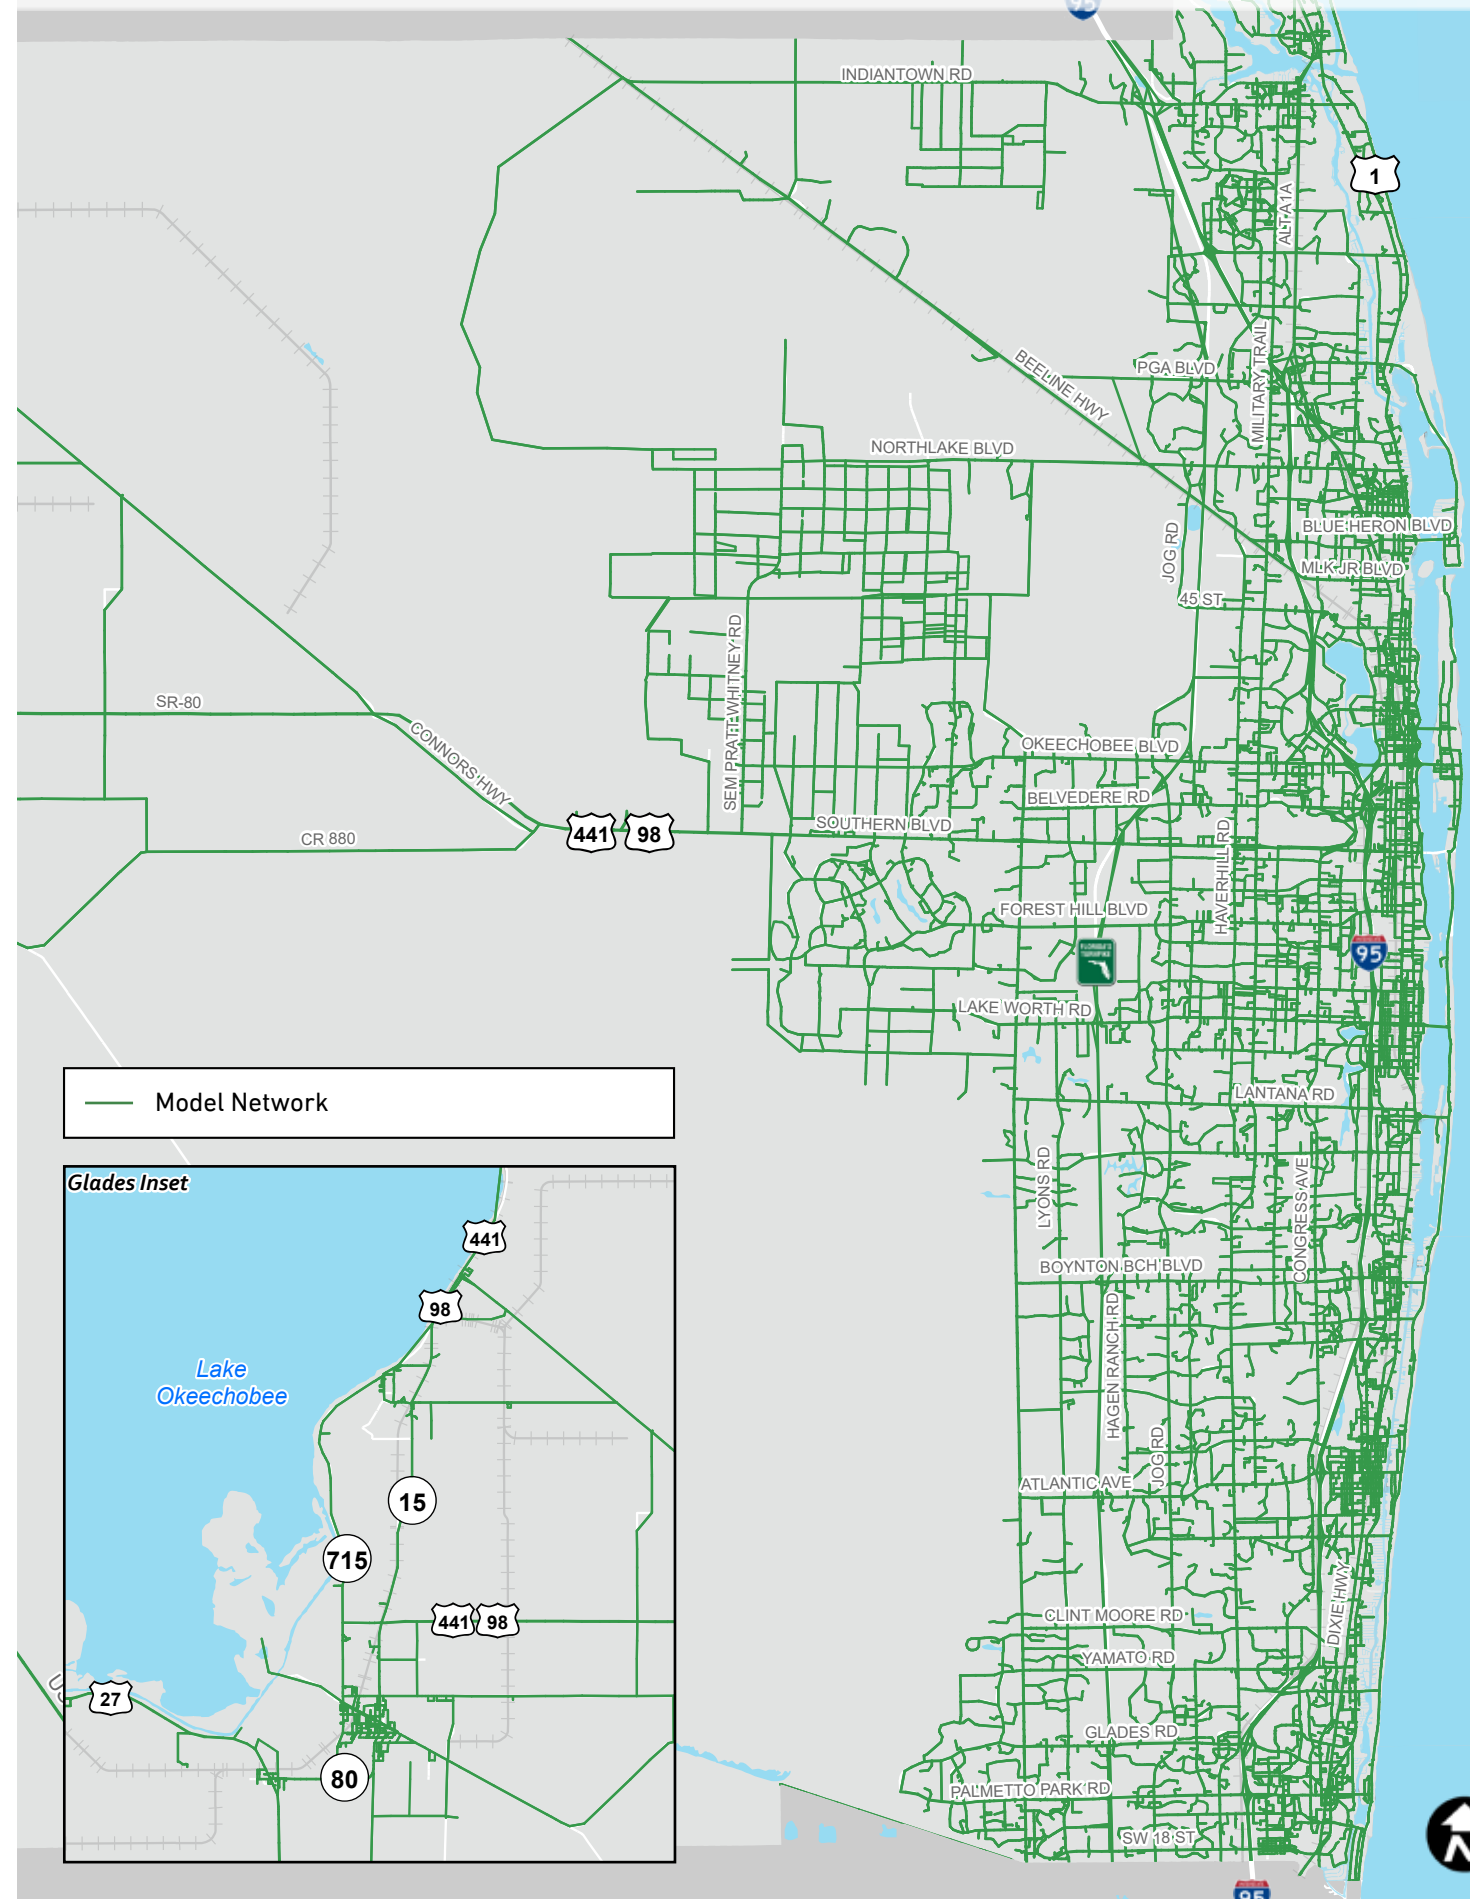 95
INDIANTOWN RD
1
ALT A1A
MILITARY TRAIL
PGA BLVD
BEELINE HWY
NORTHLAKE BLVD
BLUE HERON BLVD
JOG RD
MLK JR BLVD
45 ST
SEM PRATT WHITNEY RD
SR-80
CONNORS HWY
OKEECHOBEE BLVD
BELVEDERE RD
SOUTHERN BLVD
441
98
CR 880
HAVERHILL RD
FOREST HILL BLVD
95
LAKE WORTH RD
LANTANA RD
Model Network
LYONS RD
CONGRESS AVE
Glades Inset
441
BOYNTON BCH BLVD
98
HAGEN RANCH RD
Lake
Okeechobee
JOG RD
ATLANTIC AVE
15
715
DIXIE HWY
CLINT MOORE RD
441
98
YAMATO RD
27
GLADES RD
80
PALMETTO PARK RD
SW 18 ST
N
95